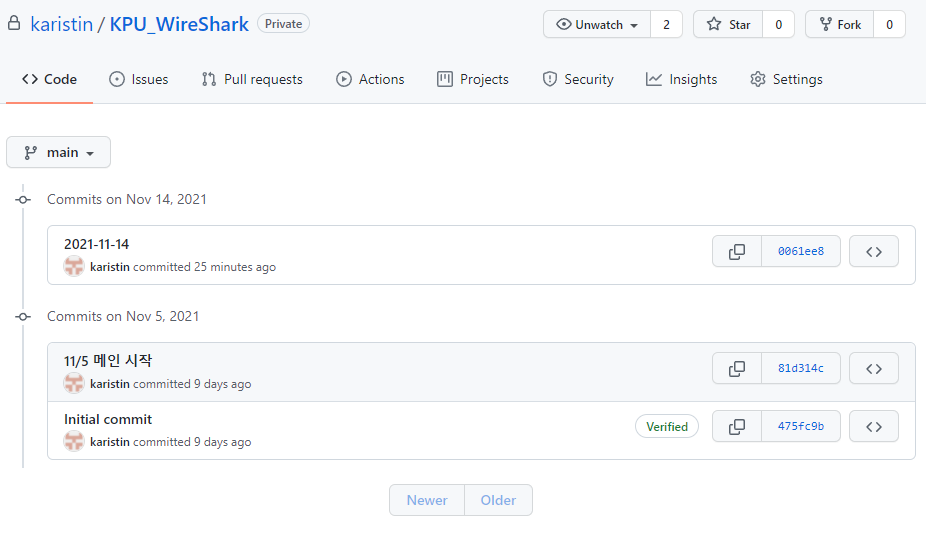 karistin / KPU_WireShark Private Unwatch 2 Star 0 Fork 0
Code Issues Pull requests Actions Projects Security Insights Settings
main
Commits on Nov 14, 2021
2021-11-14
karistin committed 25 minutes ago 0061ee8
Commits on Nov 5, 2021
11/5 메인 시작
karistin committed 9 days ago 81d314c
Initial commit
karistin committed 9 days ago Verified 475fc9b
Newer Older